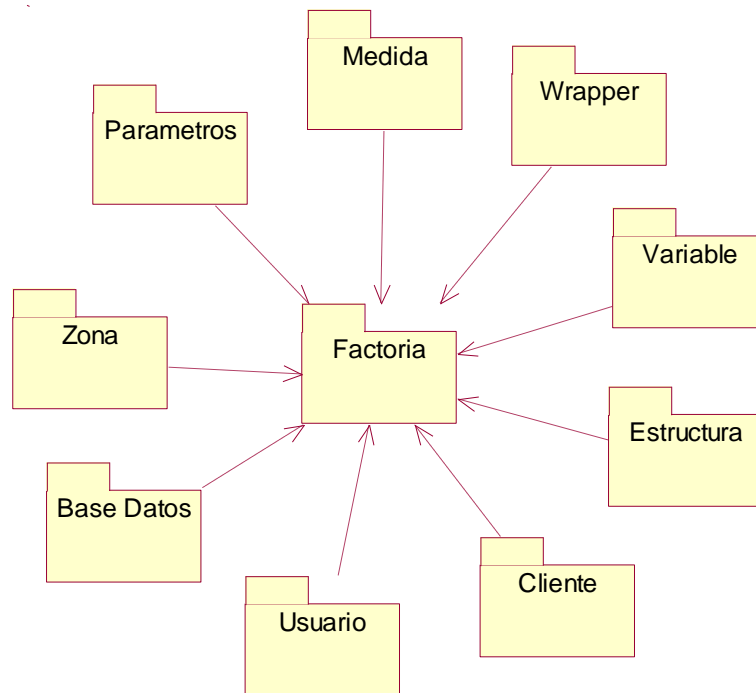 Medida
Wrapper
Parametros
Variable
Zona
Factoria
Estructura
Base Datos
Cliente
Usuario